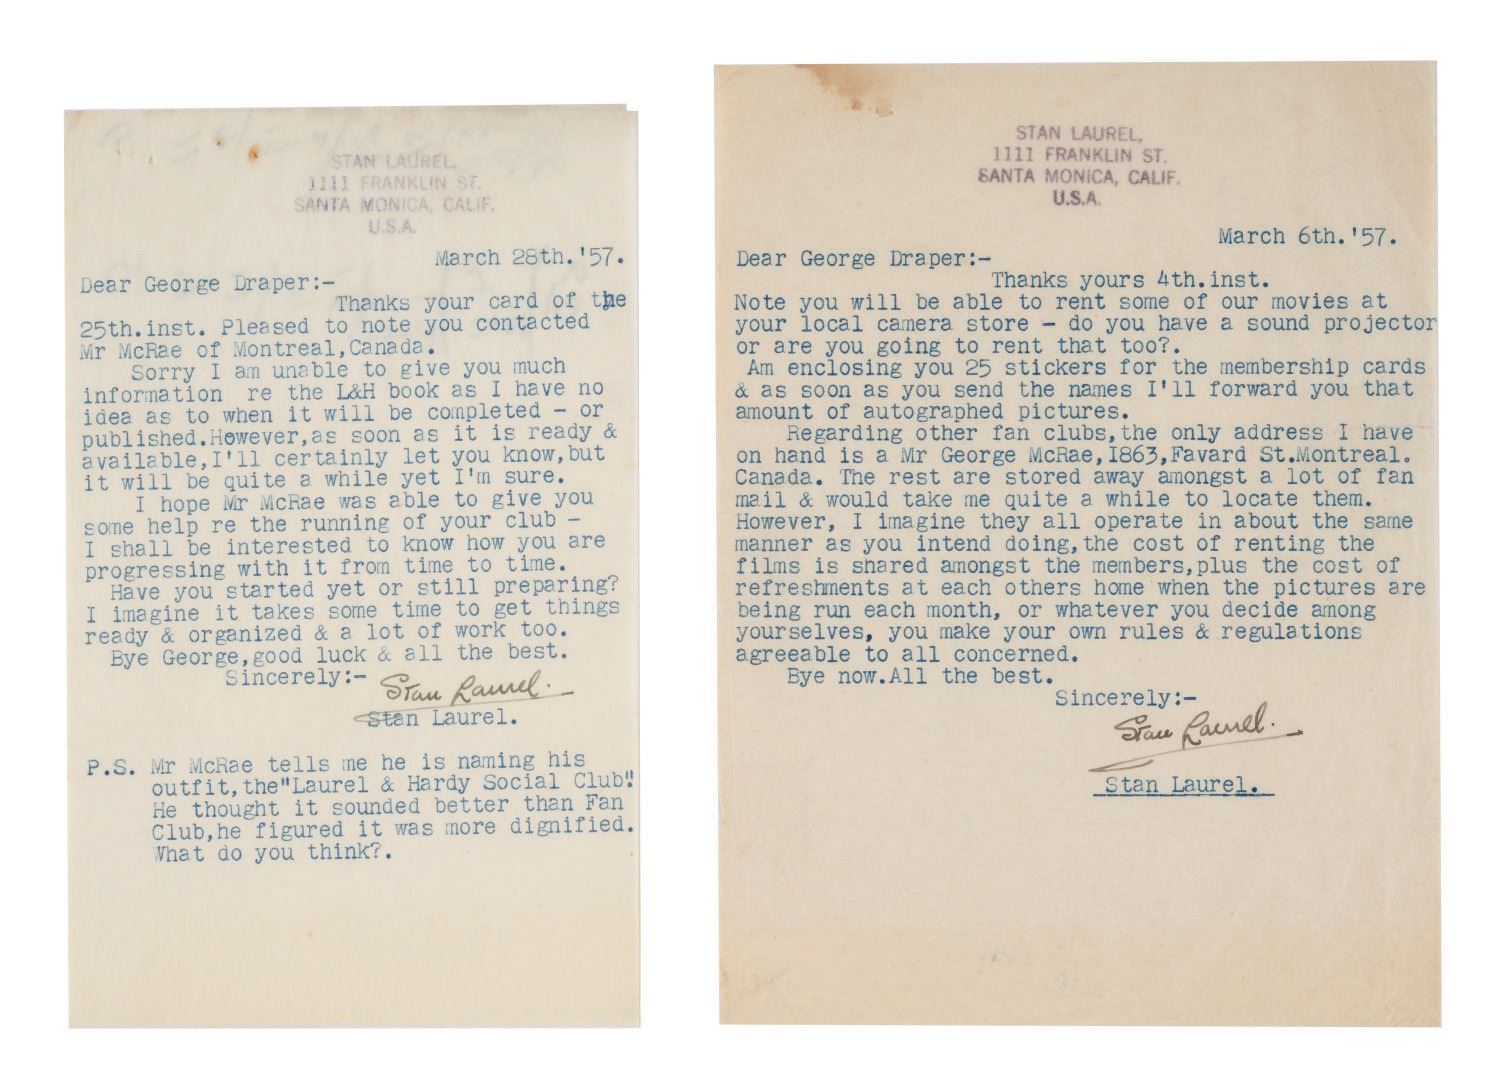 STAN LAUREL,
1111 FRANKLIN ST.
SANTA MONICA, CALIF.
U.S.A.
March 28th.'57.
Dear George Draper:-
Thanks your card of the
25th.inst. Pleased to note you contacted
Mr McRae of Montreal,Canada.
Sorry I am unable to give you much
information re the L&H book as I have no
idea as to when it will be completed - or
published.However,as soon as it is ready &
available,I'll certainly let you know,but
it will be quite a while yet I'm sure.
I hope Mr McRae was able to give you
some help re the running of your club -
I shall be interested to know how you are
progressing with it from time to time.
Have you started yet or still preparing?
I imagine it takes some time to get things
ready & organized & a lot of work too.
Bye George,good luck & all the best.
Sincerely:-
Stan Laurel.
Stan Laurel.
P.S. Mr McRae tells me he is naming his
outfit,the"Laurel & Hardy Social Club".
He thought it sounded better than Fan
Club,he figured it was more dignified.
What do you think?.
STAN LAUREL,
1111 FRANKLIN ST.
SANTA MONICA, CALIF.
U.S.A.
March 6th.'57.
Dear George Draper:-
Thanks yours 4th.inst.
Note you will be able to rent some of our movies at
your local camera store - do you have a sound projector
or are you going to rent that too?.
Am enclosing you 25 stickers for the membership cards
& as soon as you send the names I'll forward you that
amount of autographed pictures.
Regarding other fan clubs,the only address I have
on hand is a Mr George McRae,I863,Favard St.Montreal.
Canada. The rest are stored away amongst a lot of fan
mail & would take me quite a while to locate them.
However, I imagine they all operate in about the same
manner as you intend doing,the cost of renting the
films is shared amongst the members,plus the cost of
refreshments at each others home when the pictures are
being run each month, or whatever you decide among
yourselves, you make your own rules & regulations
agreeable to all concerned.
Bye now.All the best.
Sincerely:-
Stan Laurel.
Stan Laurel.